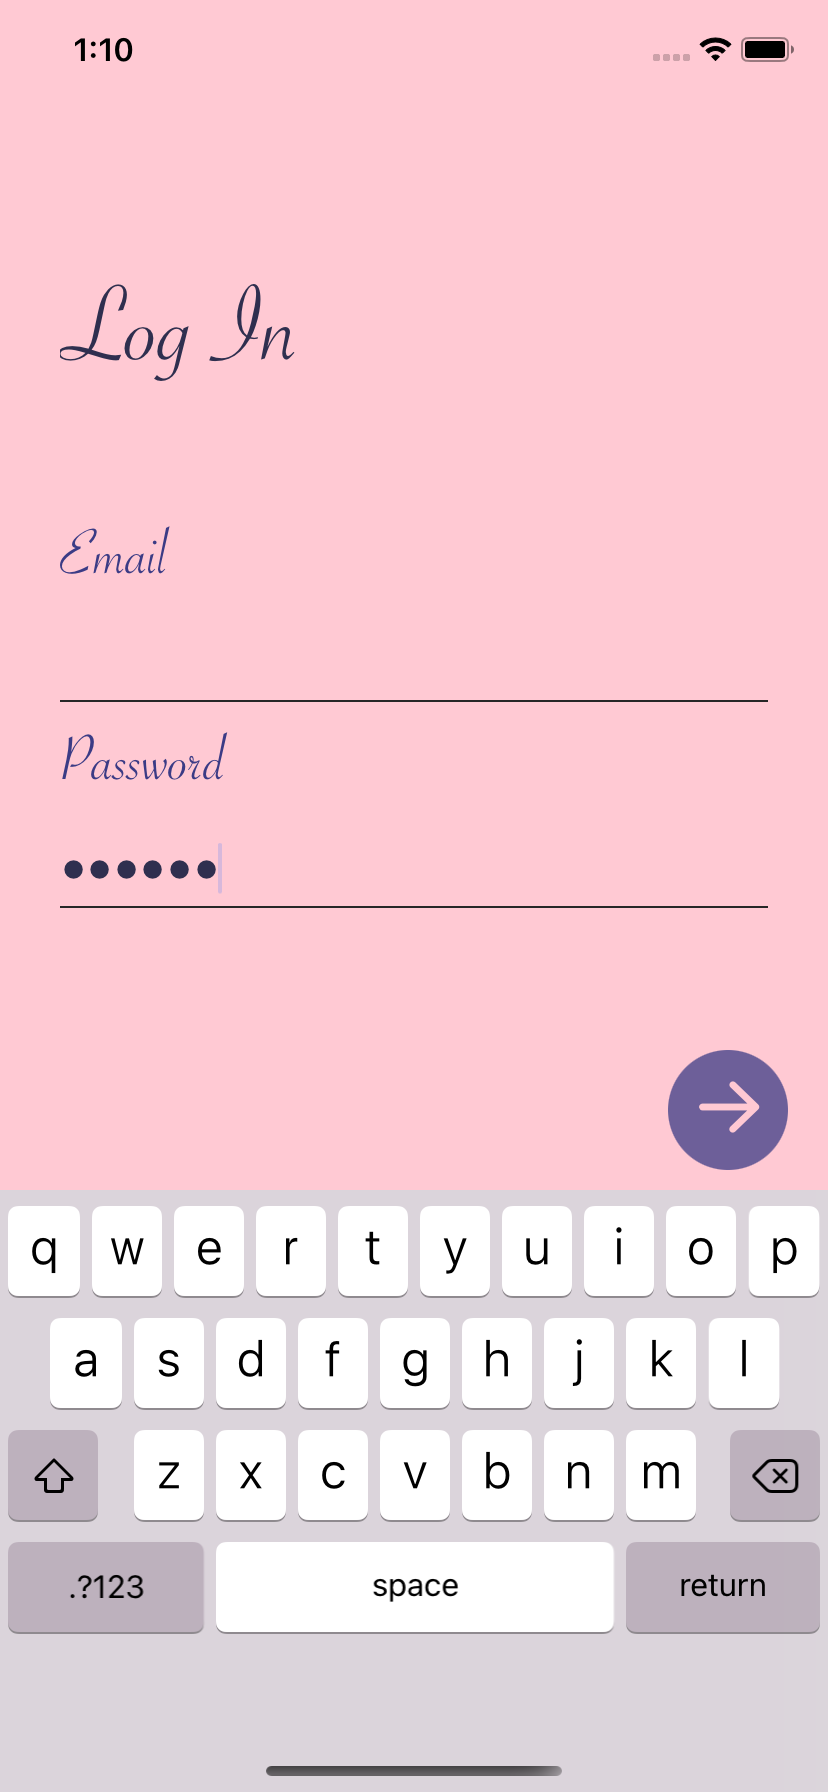 1:10
Log In
Email
Password
••••••
q w e r t y u i o p
a s d f g h j k l
z x c v b n m
.?123 space return